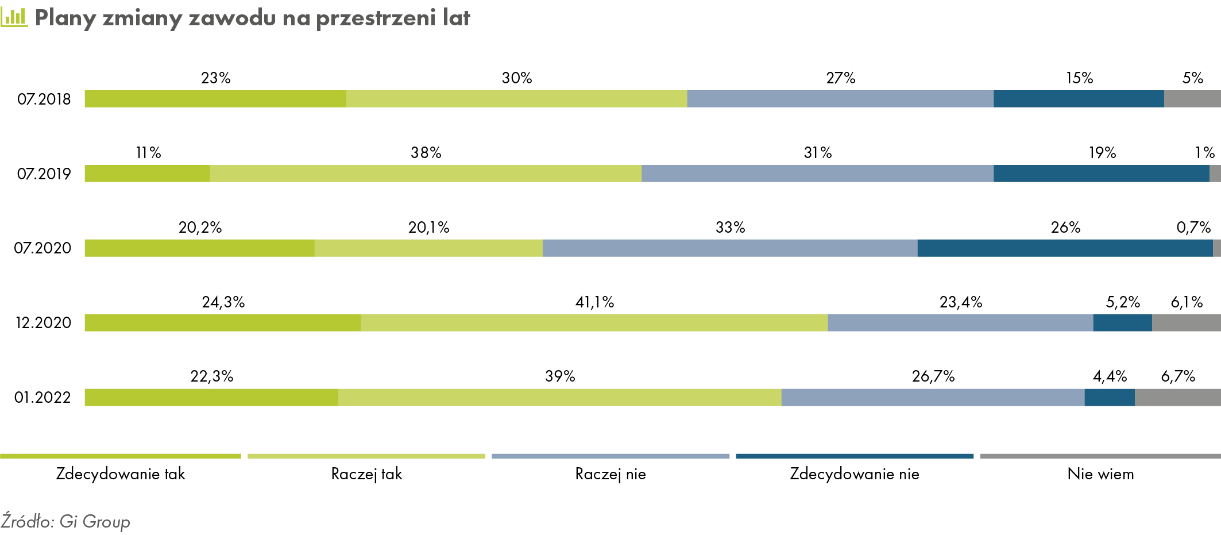 Plany zmiany zawodu na przestrzeni lat
23% 30% 27% 15% 5%
07.2018
11% 38% 31% 19% 1%
07.2019
20,2% 20,1% 33% 26% 0,7%
07.2020
24,3% 41,1% 23,4% 5,2% 6,1%
12.2020
22,3% 39% 26,7% 4,4% 6,7%
01.2022
Zdecydowanie tak Raczej tak Raczej nie Zdecydowanie nie Nie wiem
Źródło: Gi Group